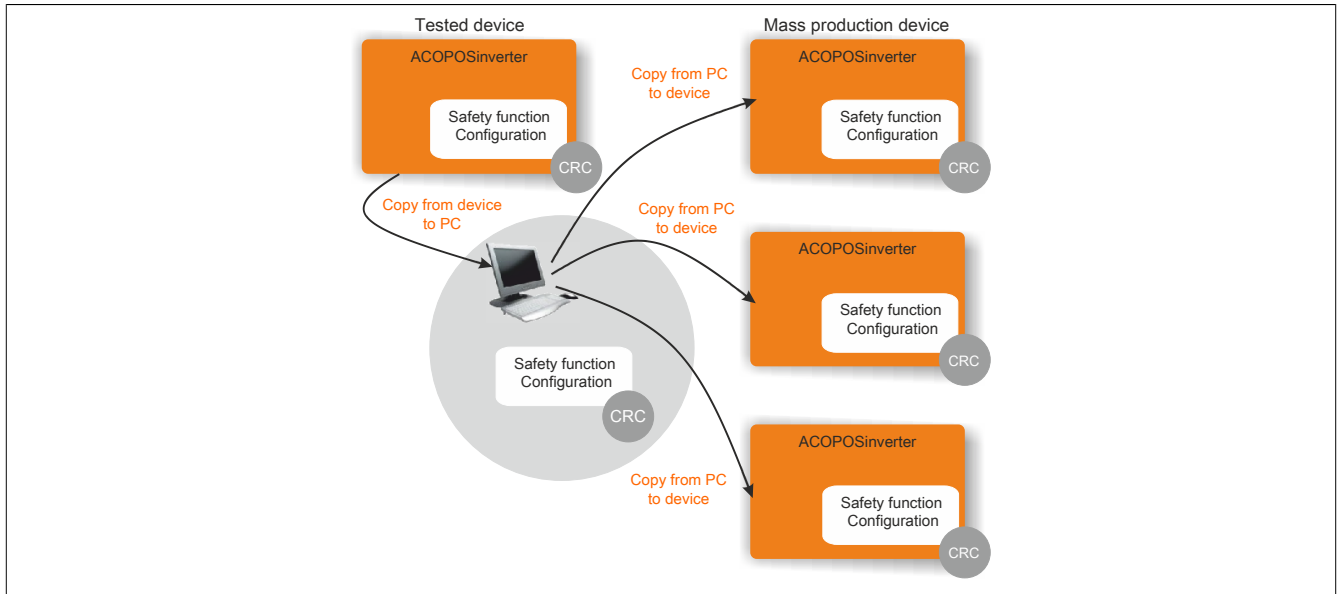 Tested device
ACOPOSinverter
Safety function
Configuration
CRC
Copy from device
to PC
Safety function
Configuration
CRC
Copy from PC
to device
Copy from PC
to device
Copy from PC
to device
Mass production device
ACOPOSinverter
Safety function
Configuration
CRC
ACOPOSinverter
Safety function
Configuration
CRC
ACOPOSinverter
Safety function
Configuration
CRC